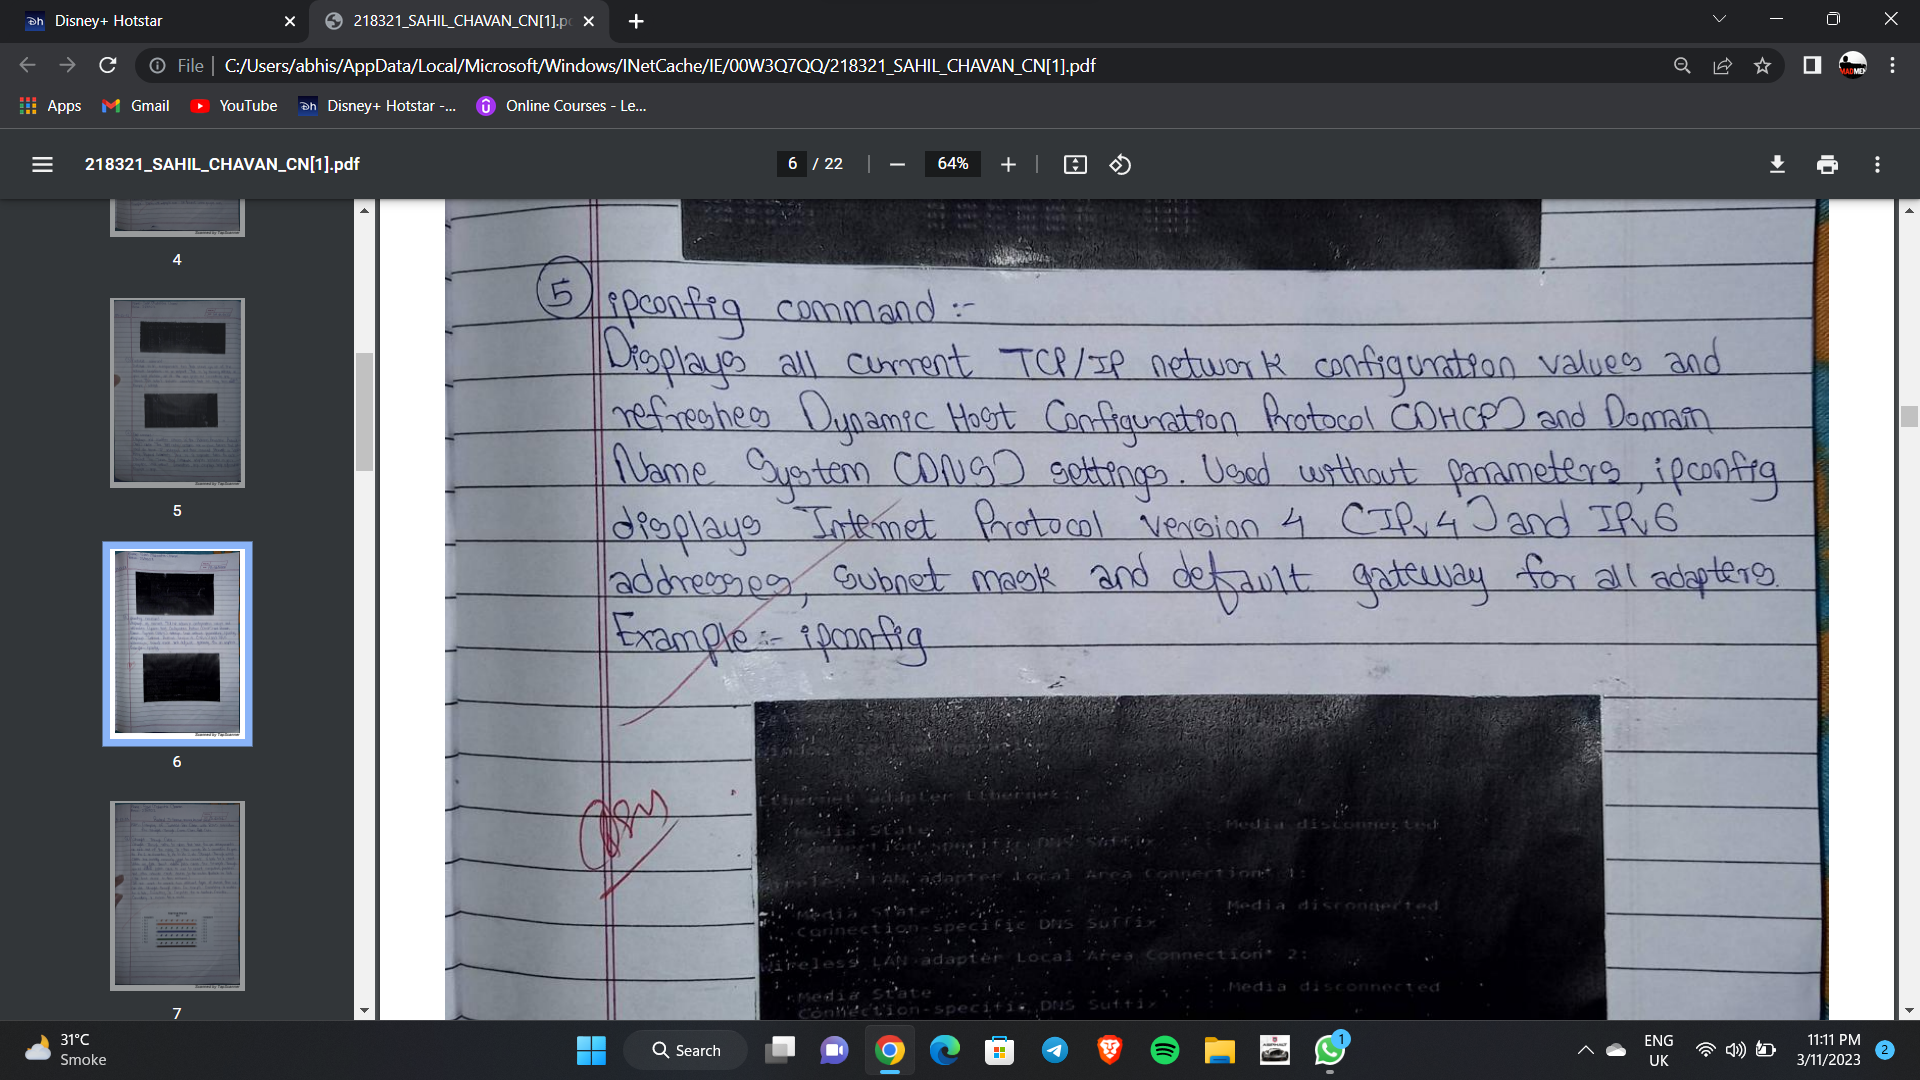 Disney+ Hotstar
218321_SAHIL_CHAVAN_CN[1].p
File
C:/Users/abhis/AppData/Local/Microsoft/Windows/INetCache/IE/00W3Q7QQ/218321_SAHIL_CHAVAN_CN[1].pdf
Apps
Gmail
YouTube
Disney+ Hotstar -...
Online Courses - Le...
218321_SAHIL_CHAVAN_CN[1].pdf
6 / 22
64%
4
5
6
7
5 ipconfig command :-
Displays all current TCP/IP network configuration values and
refreshes Dynamic Host Configuration Protocol (DHCP) and Domain
Name System (DNS) settings. Used without parameters, ipconfig
displays Internet Protocol version 4 (IPv4) and IPv6
addresses, subnet mask and default gateway for all adapters.
Example :- ipconfig
Ethernet adapter Ethernet:
Media State : Media disconnected
Connection-specific DNS Suffix :
LAN adapter Local Area Connection* 1:
Media State : Media disconnected
Connection-specific DNS Suffix :
Wireless LAN adapter Local Area Connection* 2:
Media State : Media disconnected
Connection-specific DNS Suffix :
31°C
Smoke
Search
1
ENG
UK
11:11 PM
3/11/2023
2